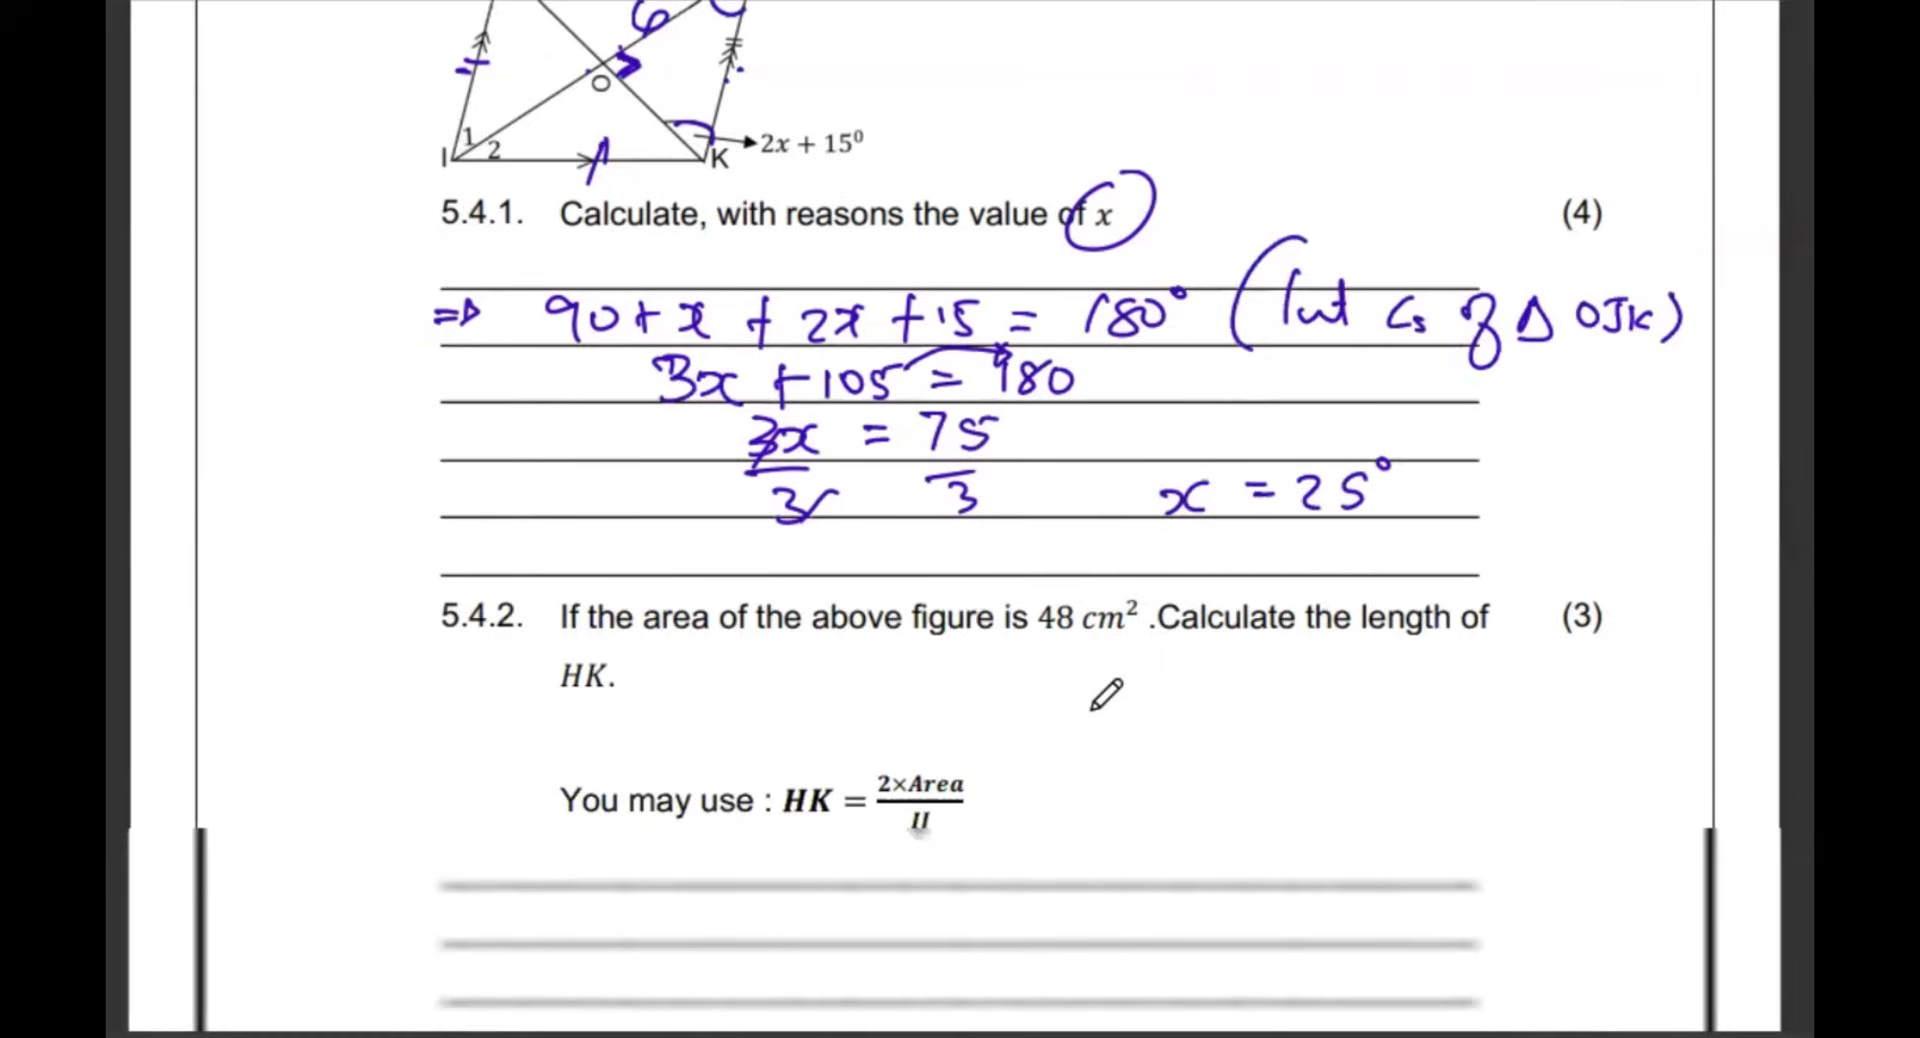 6
O
1
2
I
K
2x + 15⁰
5.4.1. Calculate, with reasons the value of x (4)
⇒ 90 + x + 2x + 15 = 180° (Int ∠s of Δ OJK)
3x + 105 = 180
3x = 75
3 3
x = 25°
5.4.2. If the area of the above figure is 48 cm² .Calculate the length of (3)
HK.
You may use : HK = 2×Area / IJ